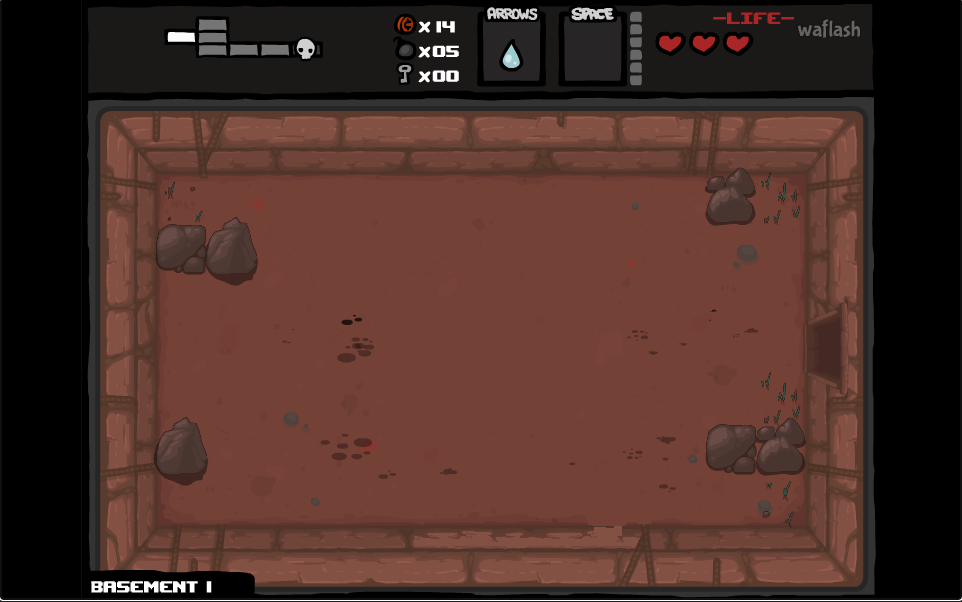 ARROWS
SPACE
-LIFE-
x14
x05
x00
waflash
BASEMENT I